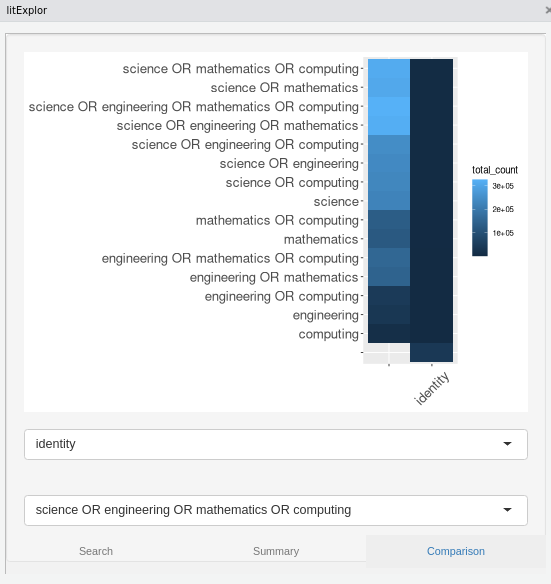 litExplor
science OR mathematics OR computing
science OR mathematics
science OR engineering OR mathematics OR computing
science OR engineering OR mathematics
science OR engineering OR computing
science OR engineering
science OR computing
science
mathematics OR computing
mathematics
engineering OR mathematics OR computing
engineering OR mathematics
engineering OR computing
engineering
computing
identity
total_count
3e+05
2e+05
1e+05
identity
science OR engineering OR mathematics OR computing
Search Summary Comparison